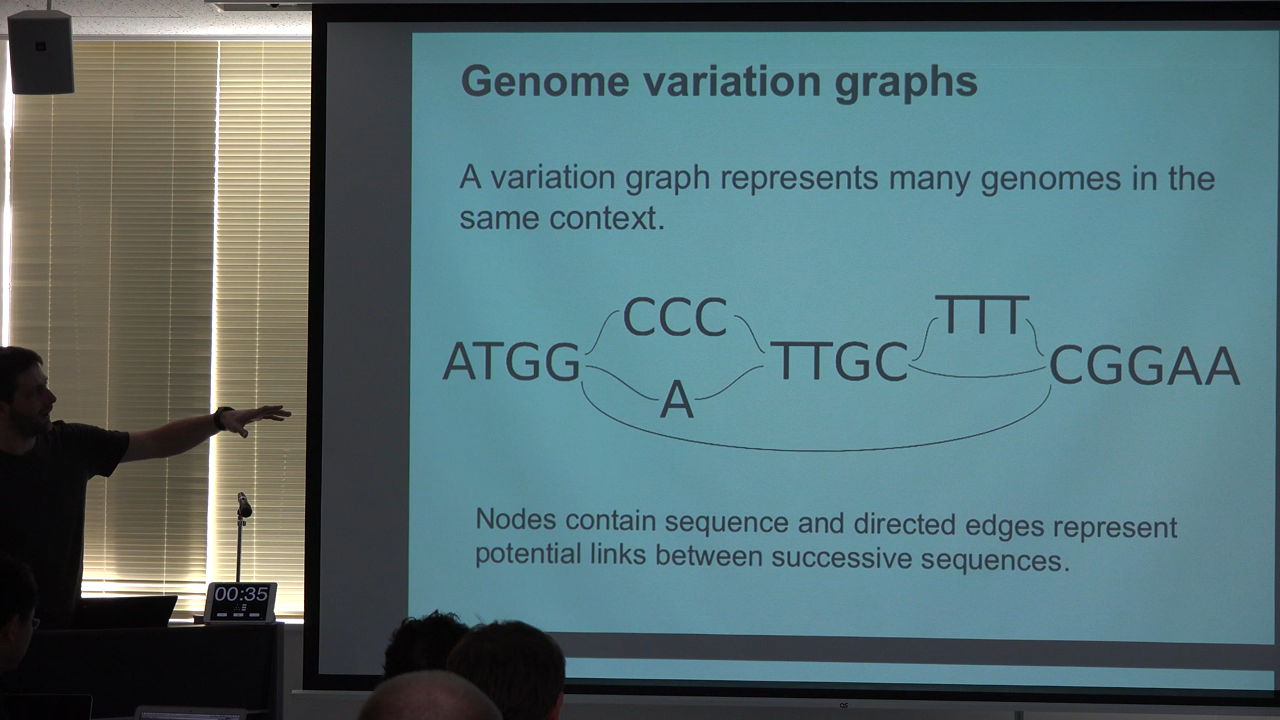 Genome variation graphs
A variation graph represents many genomes in the
same context.
CCC
TTT
ATGG
TTGC
CGGAA
A
Nodes contain sequence and directed edges represent
potential links between successive sequences.
00:35